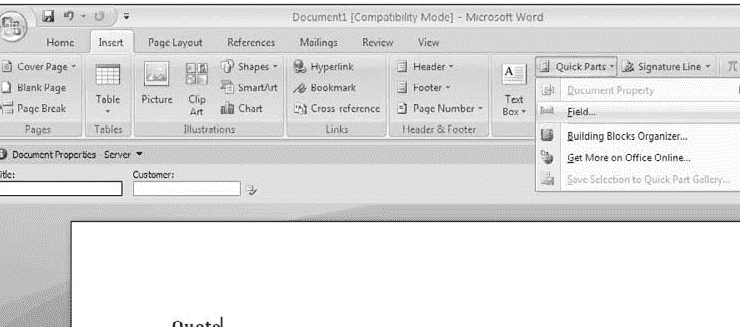 Document1 [Compatibility Mode] - Microsoft Word
Home Insert Page Layout References Mailings Review View
Cover Page
Blank Page
Page Break
Pages
Table
Tables
Picture
Clip Art
Shapes
SmartArt
Chart
Illustrations
Hyperlink
Bookmark
Cross-reference
Links
Header
Footer
Page Number
Header & Footer
A
Text Box
Quick Parts
Signature Line
π
Document Property
Field...
Building Blocks Organizer...
Get More on Office Online...
Save Selection to Quick Part Gallery...
Document Properties - Server
itle:
Customer:
Quote